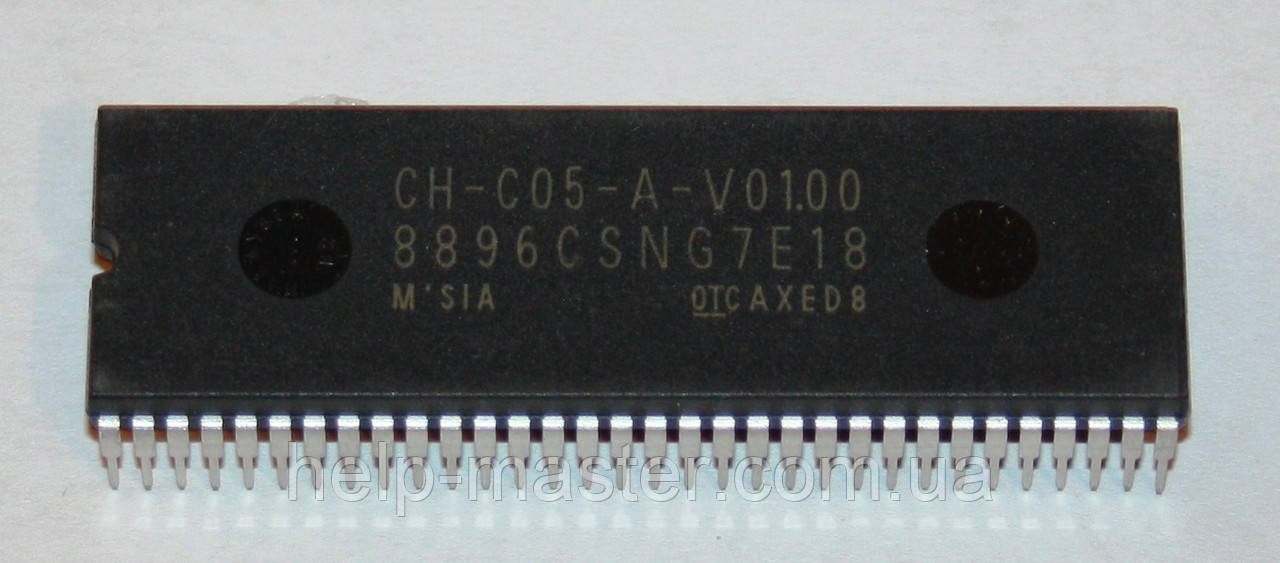 CH-C05-A-V01.00
8896CSNG7E18
M'SIA OTCAXED8
help-master.com.ua